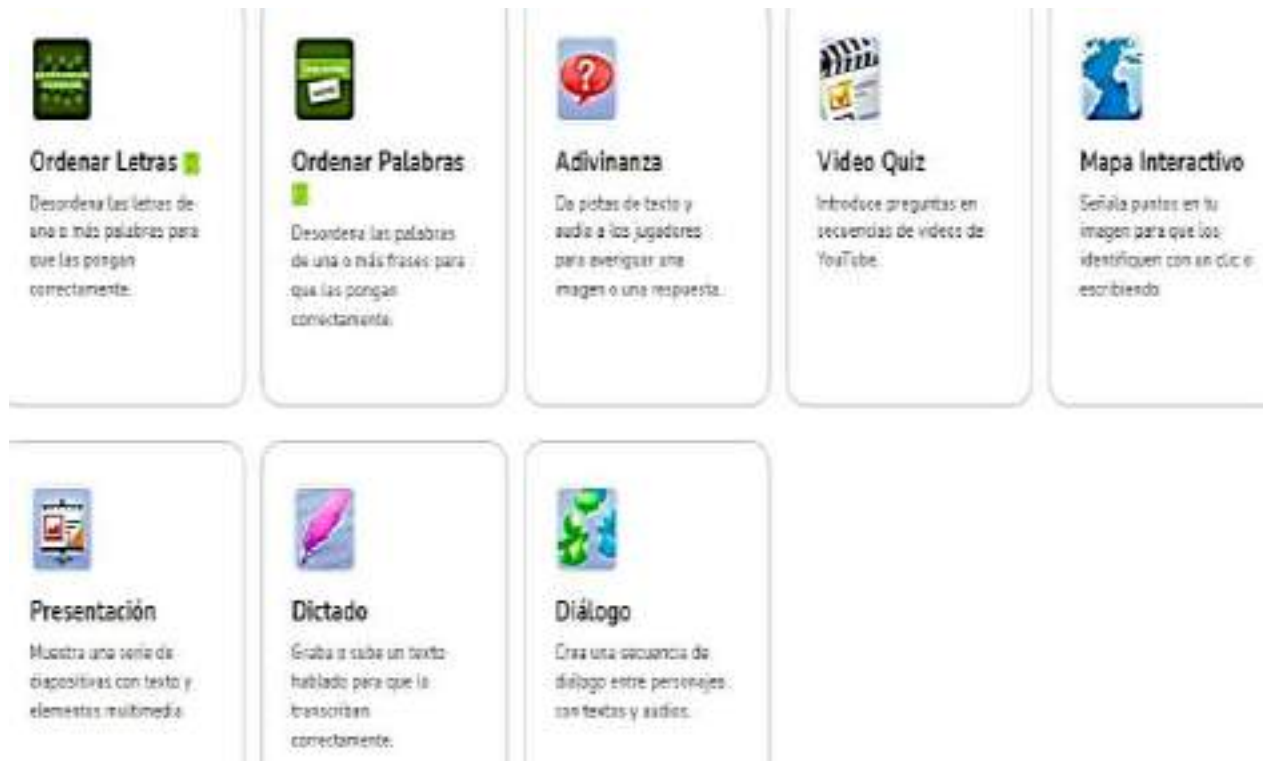 Ordenar Letras
Desordena las letras de
una o más palabras para
que las pongan
correctamente.
Ordenar Palabras
Desordena las palabras
de una o más frases para
que las pongan
correctamente.
Adivinanza
Da pistas de texto y
audio a los jugadores
para averiguar una
imagen o una respuesta.
Video Quiz
Introduce preguntas en
secuencias de videos de
YouTube.
Mapa Interactivo
Señala puntos en tu
imagen para que los
identifiquen con un clic o
escribiendo.
Presentación
Muestra una serie de
diapositivas con texto y
elementos multimedia
Dictado
Graba o sube un texto
hablado para que lo
transcriban
correctamente.
Diálogo
Crea una secuencia de
diálogo entre personajes
con textos y audios.